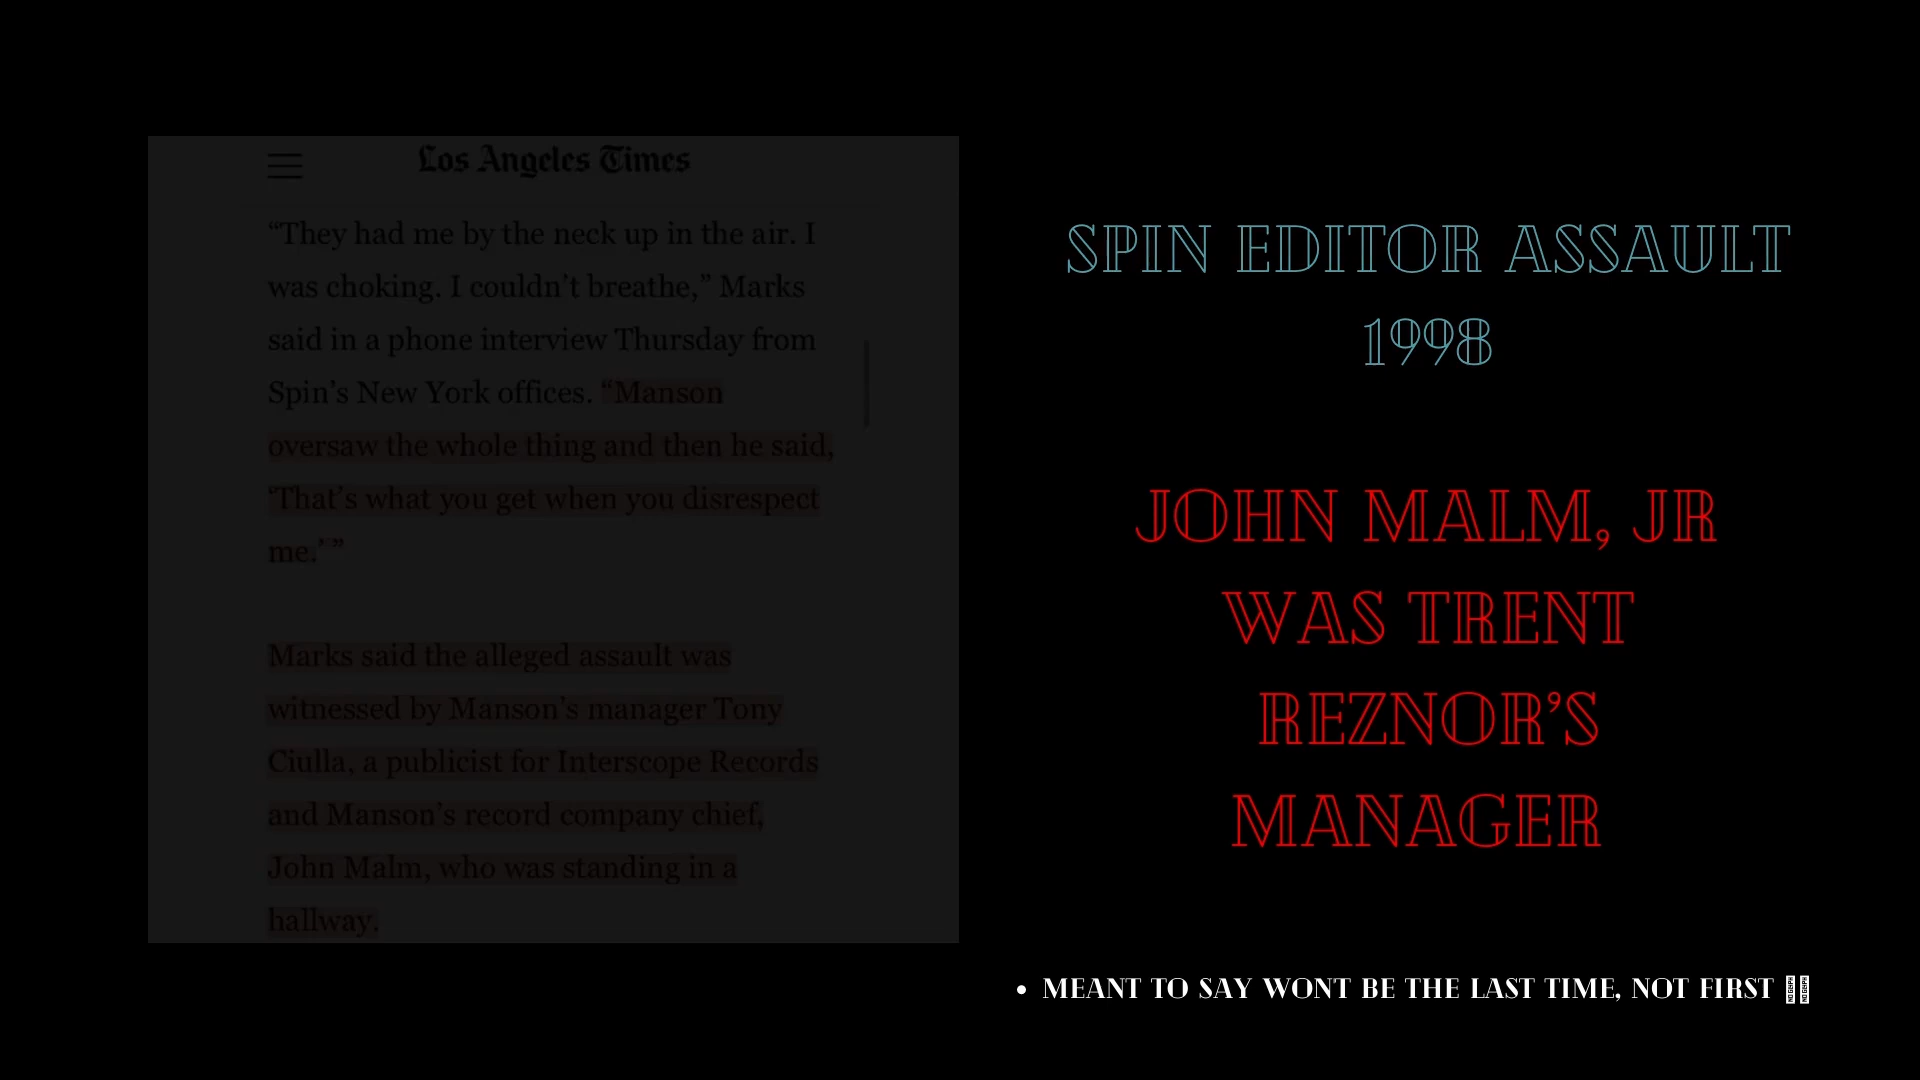 Los Angeles Times
“They had me by the neck up in the air. I
was choking. I couldn’t breathe,” Marks
said in a phone interview Thursday from
Spin’s New York offices. “Manson
oversaw the whole thing and then he said,
‘That’s what you get when you disrespect
me.’ ”
Marks said the alleged assault was
witnessed by Manson’s manager Tony
Ciulla, a publicist for Interscope Records
and Manson’s record company chief,
John Malm, who was standing in a
hallway.
SPIN EDITOR ASSAULT
1998
JOHN MALM, JR
WAS TRENT
REZNOR’S
MANAGER
• MEANT TO SAY WONT BE THE LAST TIME, NOT FIRST